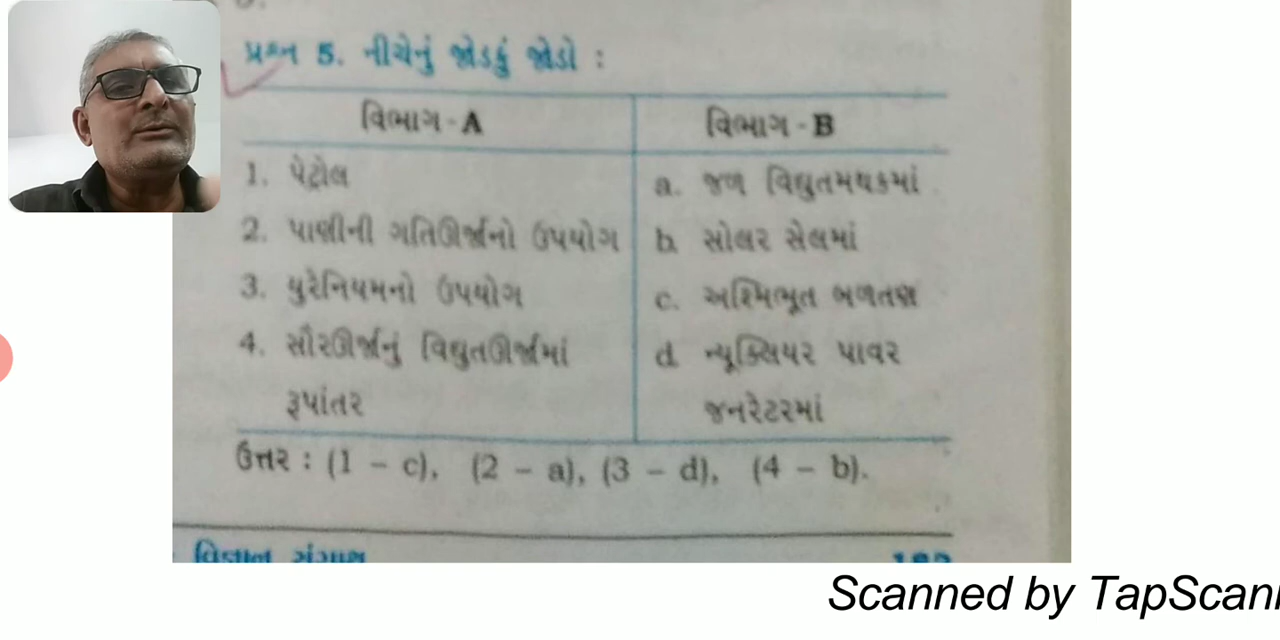 પ્રશ્ન 5. નીચેનું જોડકું જોડો :
વિભાગ - A વિભાગ - B
1. પેટ્રોલ a. જળ વિદ્યુતમથકમાં
2. પાણીની ગતિઊર્જાનો ઉપયોગ b. સોલર સેલમાં
3. યુરેનિયમનો ઉપયોગ c. અશ્મિભૂત બળતણ
4. સૌરઊર્જાનું વિદ્યુતઊર્જામાં d. ન્યૂક્લિયર પાવર
રૂપાંતર જનરેટરમાં
ઉત્તર : (1 – c), (2 – a), (3 – d), (4 – b).
વિજ્ઞાન
Scanned by TapScan